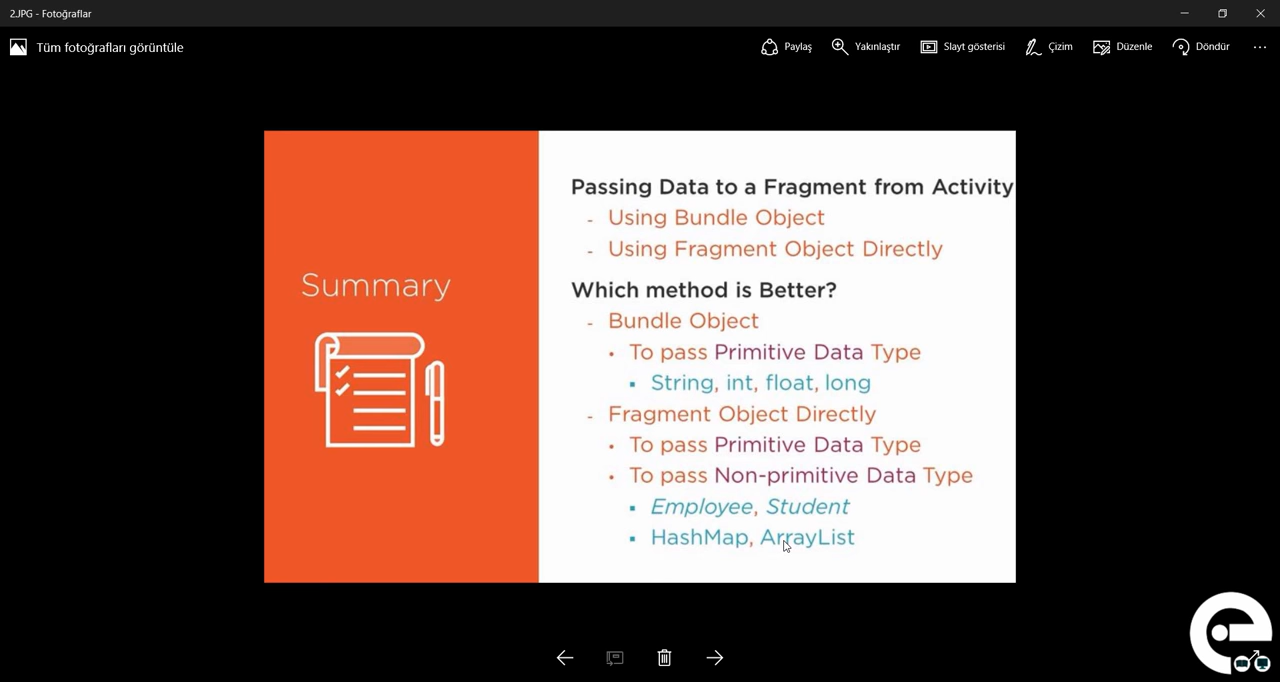 2.JPG - Fotoğraflar
Tüm fotoğrafları görüntüle
Paylaş
Yakınlaştır
Slayt gösterisi
Çizim
Düzenle
Döndür
Summary
Passing Data to a Fragment from Activity
- Using Bundle Object
- Using Fragment Object Directly
Which method is Better?
- Bundle Object
• To pass Primitive Data Type
▪ String, int, float, long
- Fragment Object Directly
• To pass Primitive Data Type
• To pass Non-primitive Data Type
▪ Employee, Student
▪ HashMap, ArrayList